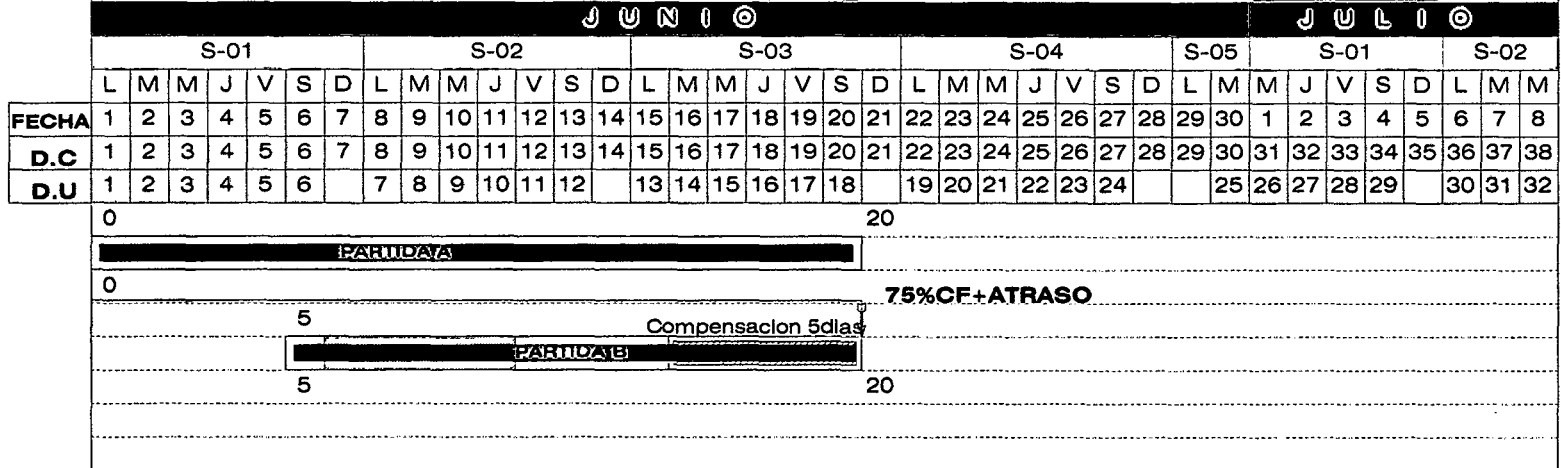 JUNIO JULIO
S-01 S-02 S-03 S-04 S-05 S-01 S-02
L M M J V S D L M M J V S D L M M J V S D L M M J V S D L M M J V S D L M M
FECHA 1 2 3 4 5 6 7 8 9 10 11 12 13 14 15 16 17 18 19 20 21 22 23 24 25 26 27 28 29 30 1 2 3 4 5 6 7 8
D.C 1 2 3 4 5 6 7 8 9 10 11 12 13 14 15 16 17 18 19 20 21 22 23 24 25 26 27 28 29 30 31 32 33 34 35 36 37 38
D.U 1 2 3 4 5 6 7 8 9 10 11 12 13 14 15 16 17 18 19 20 21 22 23 24 25 26 27 28 29 30 31 32
0 20
PARTIDA A
0
75%CF+ATRASO
5
Compensacion 5dias
PARTIDA B
5 20